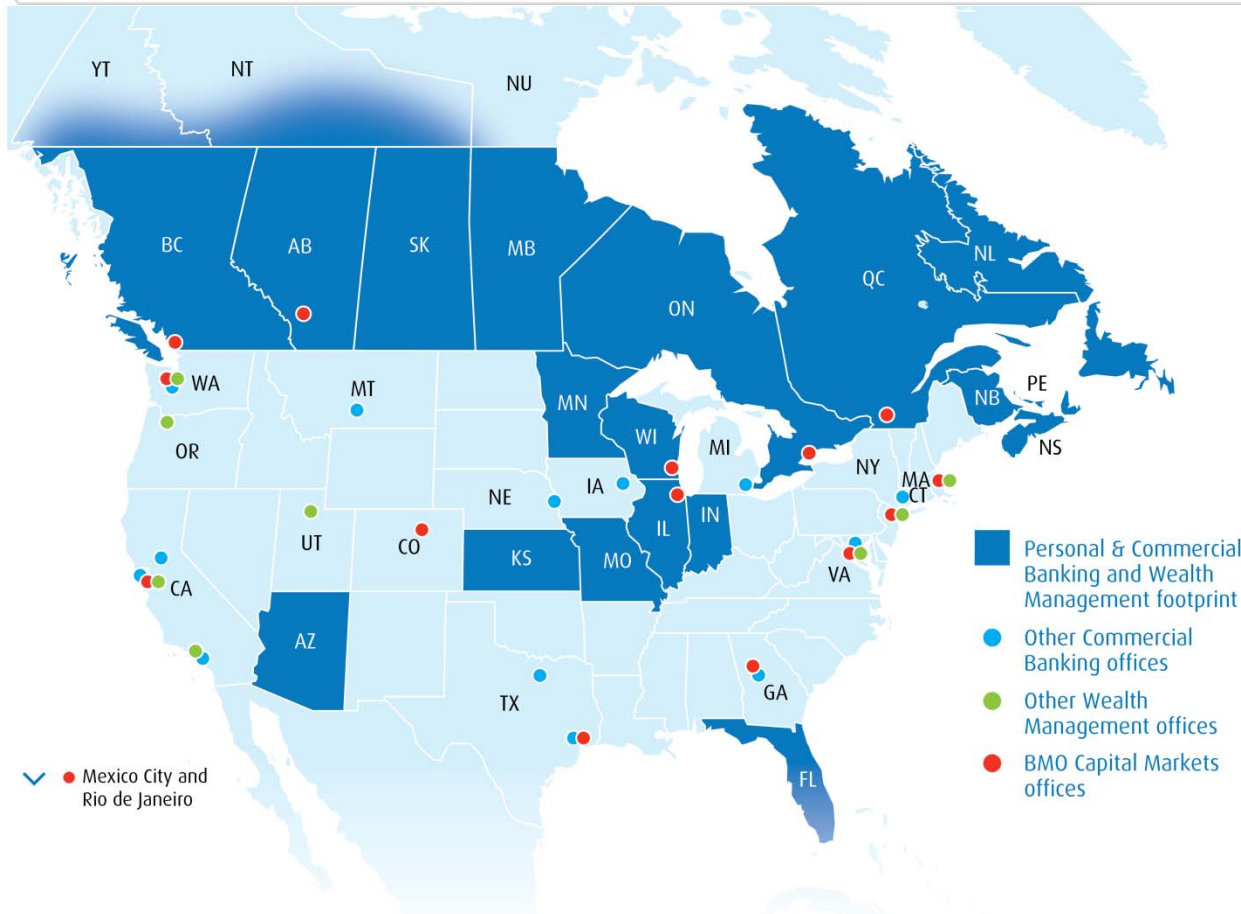 YT
NT
NU
BC
AB
SK
MB
ON
QC
NL
WA
MT
MN
WI
MI
NB
PE
NS
OR
NY
MA
CT
NE
IA
UT
CO
KS
MO
IL
IN
VA
CA
AZ
TX
GA
FL
Mexico City and
Rio de Janeiro
Personal & Commercial
Banking and Wealth
Management footprint
Other Commercial
Banking offices
Other Wealth
Management offices
BMO Capital Markets
offices